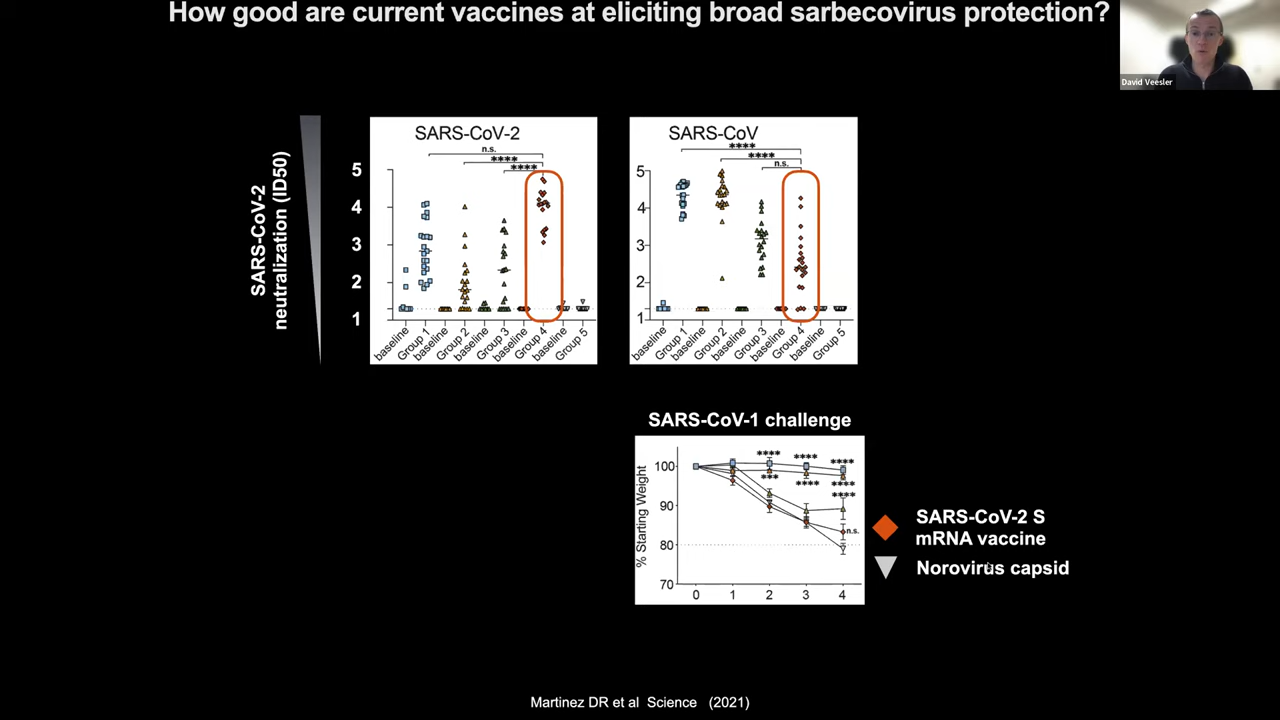 How good are current vaccines at eliciting broad sarbecovirus protection?
David Veesler
SARS-CoV-2
neutralization (ID50)
SARS-CoV-2
n.s.
****
****
5
4
3
2
1
baseline
Group 1
baseline
Group 2
baseline
Group 3
baseline
Group 4
baseline
Group 5
SARS-CoV
****
****
n.s.
5
4
3
2
1
baseline
Group 1
baseline
Group 2
baseline
Group 3
baseline
Group 4
baseline
Group 5
SARS-CoV-1 challenge
% Starting Weight
100
90
80
70
0
1
2
3
4
****
****
****
***
****
****
****
n.s.
SARS-CoV-2 S
mRNA vaccine
Norovirus capsid
Martinez DR et al Science (2021)